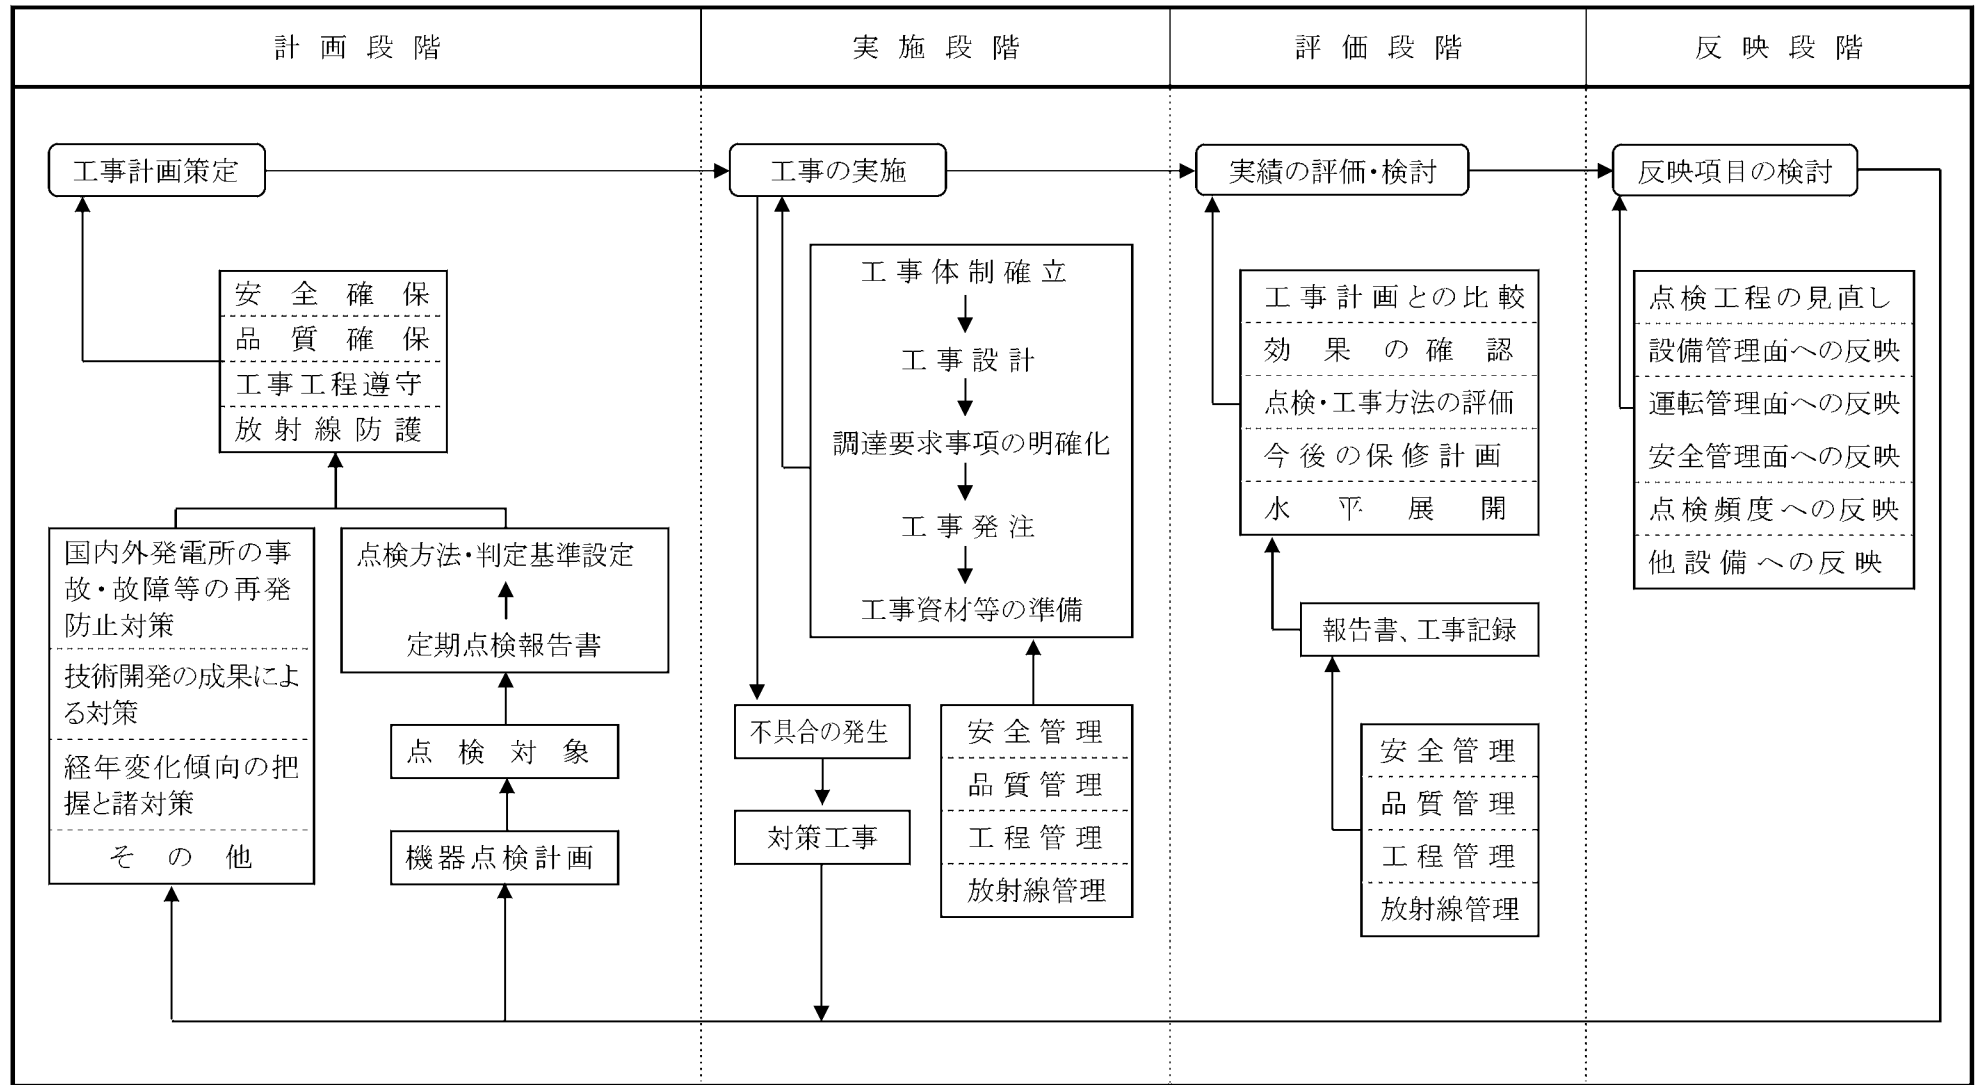 計画段階
実施段階
評価段階
反映段階
工事計画策定
工事の実施
実績の評価・検討
反映項目の検討
安全確保
品質確保
工事工程遵守
放射線防護
国内外発電所の事
故・故障等の再発
防止対策
技術開発の成果によ
る対策
経年変化傾向の把
握と諸対策
その他
点検方法・判定基準設定
定期点検報告書
点検対象
機器点検計画
工事体制確立
工事設計
調達要求事項の明確化
工事発注
工事資材等の準備
不具合の発生
対策工事
安全管理
品質管理
工程管理
放射線管理
工事計画との比較
効果の確認
点検・工事方法の評価
今後の保修計画
水平展開
報告書、工事記録
安全管理
品質管理
工程管理
放射線管理
点検工程の見直し
設備管理面への反映
運転管理面への反映
安全管理面への反映
点検頻度への反映
他設備への反映